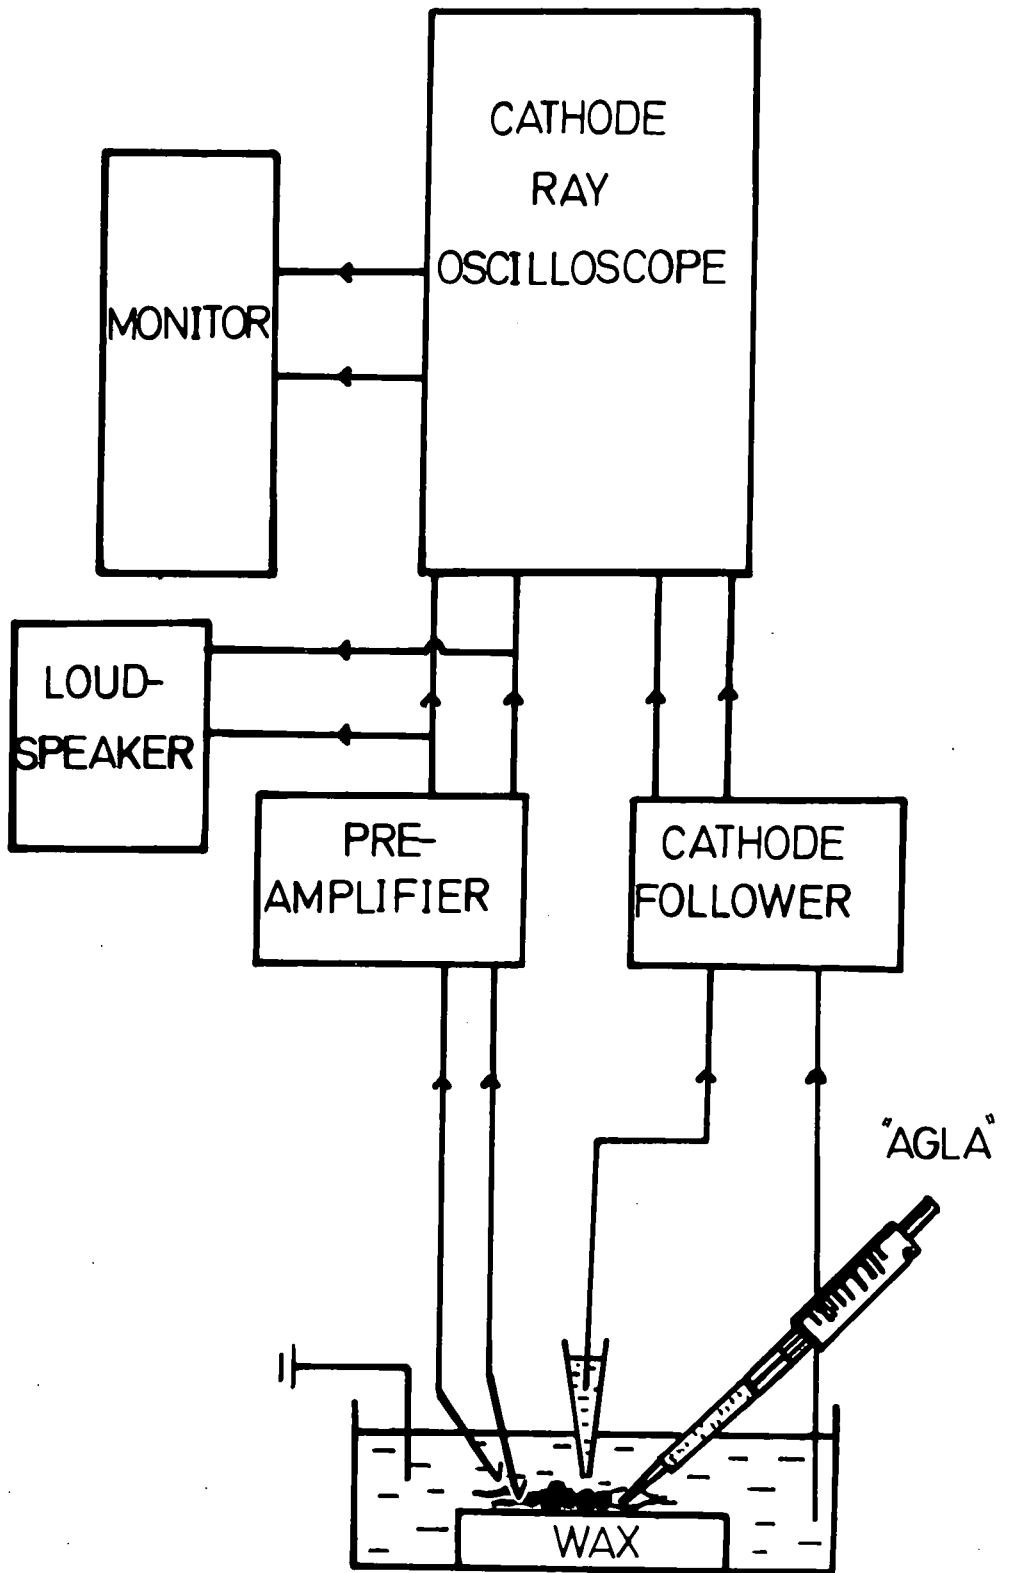 CATHODE
RAY
OSCILLOSCOPE
MONITOR
LOUD-
SPEAKER
PRE-
AMPLIFIER
CATHODE
FOLLOWER
"AGLA"
WAX